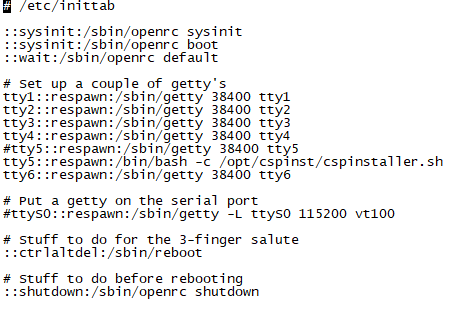 # /etc/inittab
::sysinit:/sbin/openrc sysinit
::sysinit:/sbin/openrc boot
::wait:/sbin/openrc default
# Set up a couple of getty's
tty1::respawn:/sbin/getty 38400 tty1
tty2::respawn:/sbin/getty 38400 tty2
tty3::respawn:/sbin/getty 38400 tty3
tty4::respawn:/sbin/getty 38400 tty4
#tty5::respawn:/sbin/getty 38400 tty5
tty5::respawn:/bin/bash -c /opt/cspinst/cspinstaller.sh
tty6::respawn:/sbin/getty 38400 tty6
# Put a getty on the serial port
#ttyS0::respawn:/sbin/getty -L ttyS0 115200 vt100
# Stuff to do for the 3-finger salute
::ctrlaltdel:/sbin/reboot
# Stuff to do before rebooting
::shutdown:/sbin/openrc shutdown